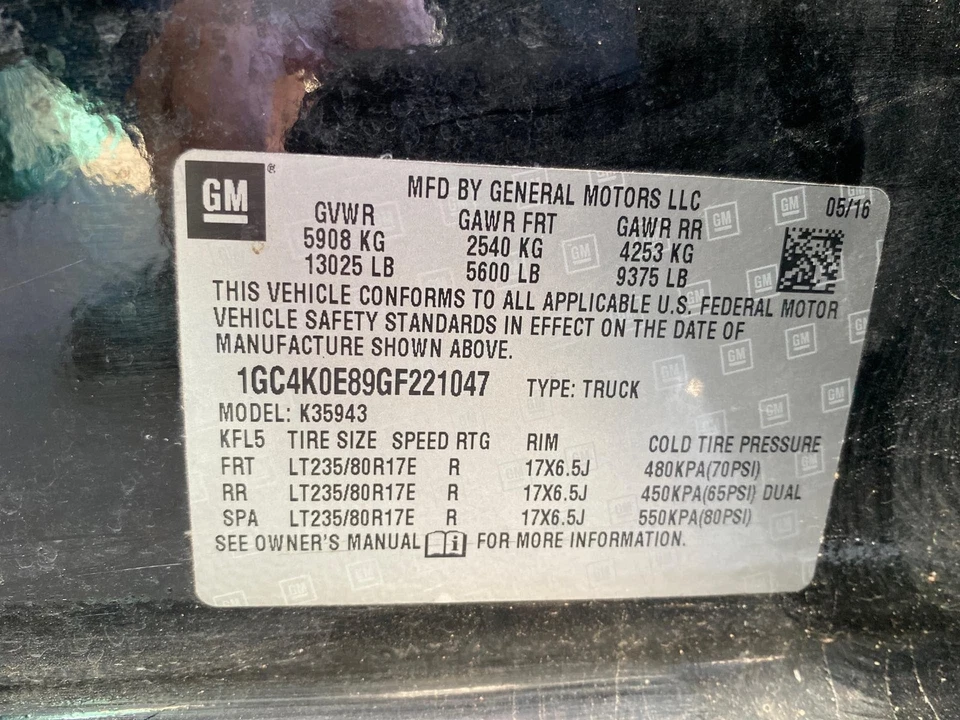 GM ®
MFD BY GENERAL MOTORS LLC 05/16
GVWR GAWR FRT GAWR RR
5908 KG 2540 KG 4253 KG
13025 LB 5600 LB 9375 LB
THIS VEHICLE CONFORMS TO ALL APPLICABLE U.S. FEDERAL MOTOR
VEHICLE SAFETY STANDARDS IN EFFECT ON THE DATE OF
MANUFACTURE SHOWN ABOVE.
1GC4K0E89GF221047 TYPE: TRUCK
MODEL: K35943
KFL5 TIRE SIZE SPEED RTG RIM COLD TIRE PRESSURE
FRT LT235/80R17E R 17X6.5J 480KPA(70PSI)
RR LT235/80R17E R 17X6.5J 450KPA(65PSI) DUAL
SPA LT235/80R17E R 17X6.5J 550KPA(80PSI)
SEE OWNER'S MANUAL i FOR MORE INFORMATION.